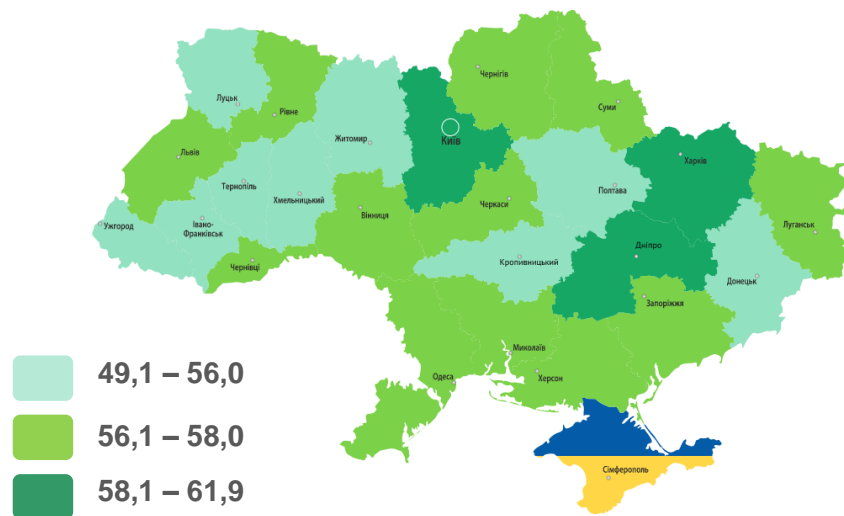 Чернігів
Луцьк
Суми
Рівне
Київ
Житомир
Харків
Львів
Тернопіль
Хмельницький
Полтава
Черкаси
Вінниця
Луганськ
Ужгород
Івано-
Франківськ
Дніпро
Чернівці
Кропивницький
Донецьк
Запоріжжя
Миколаїв
Одеса
Херсон
49,1 – 56,0
56,1 – 58,0
58,1 – 61,9
Сімферополь